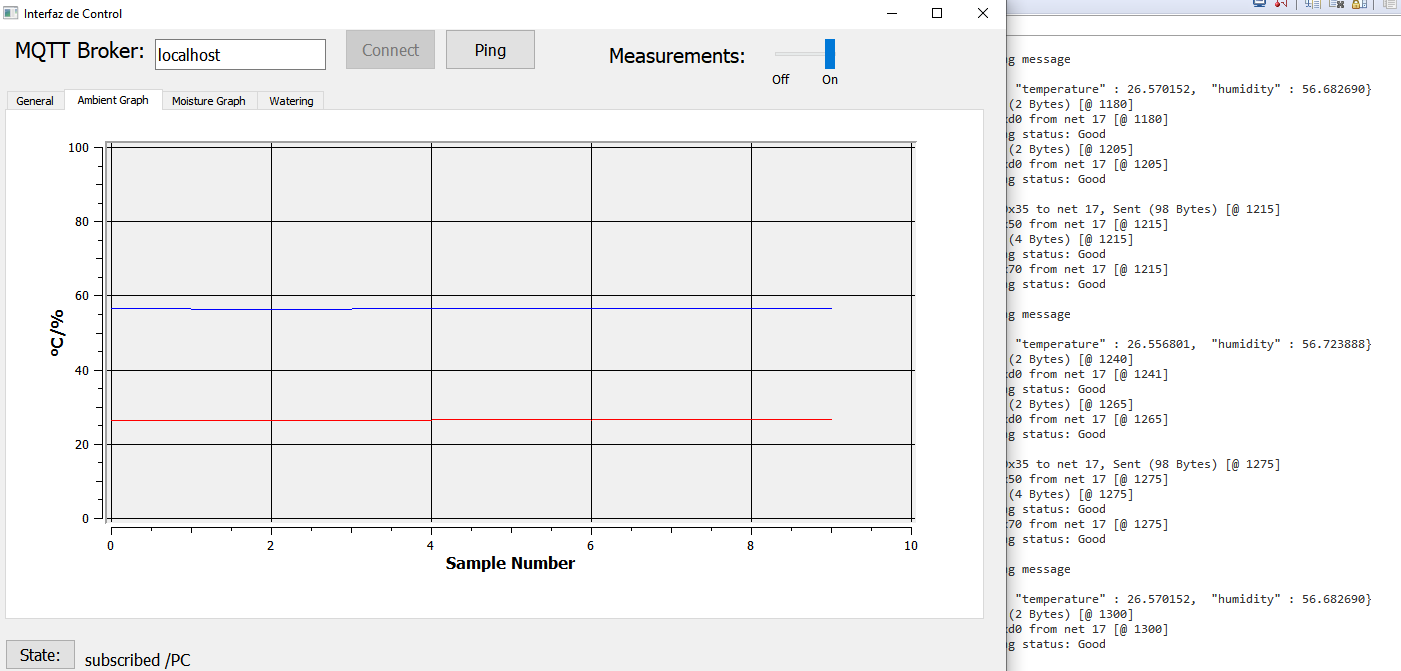 Interfaz de Control
MQTT Broker:
localhost
Connect
Ping
Measurements:
Off
On
General
Ambient Graph
Moisture Graph
Watering
100
80
60
40
20
0
ºC/%
0
2
4
6
8
10
Sample Number
State:
subscribed /PC
g message
"temperature" : 26.570152, "humidity" : 56.682690}
(2 Bytes) [@ 1180]
d0 from net 17 [@ 1180]
g status: Good
(2 Bytes) [@ 1205]
d0 from net 17 [@ 1205]
g status: Good
x35 to net 17, Sent (98 Bytes) [@ 1215]
50 from net 17 [@ 1215]
(4 Bytes) [@ 1215]
g status: Good
70 from net 17 [@ 1215]
g status: Good
g message
"temperature" : 26.556801, "humidity" : 56.723888}
(2 Bytes) [@ 1240]
d0 from net 17 [@ 1241]
g status: Good
(2 Bytes) [@ 1265]
d0 from net 17 [@ 1265]
g status: Good
x35 to net 17, Sent (98 Bytes) [@ 1275]
50 from net 17 [@ 1275]
(4 Bytes) [@ 1275]
g status: Good
70 from net 17 [@ 1275]
g status: Good
g message
"temperature" : 26.570152, "humidity" : 56.682690}
(2 Bytes) [@ 1300]
d0 from net 17 [@ 1300]
g status: Good